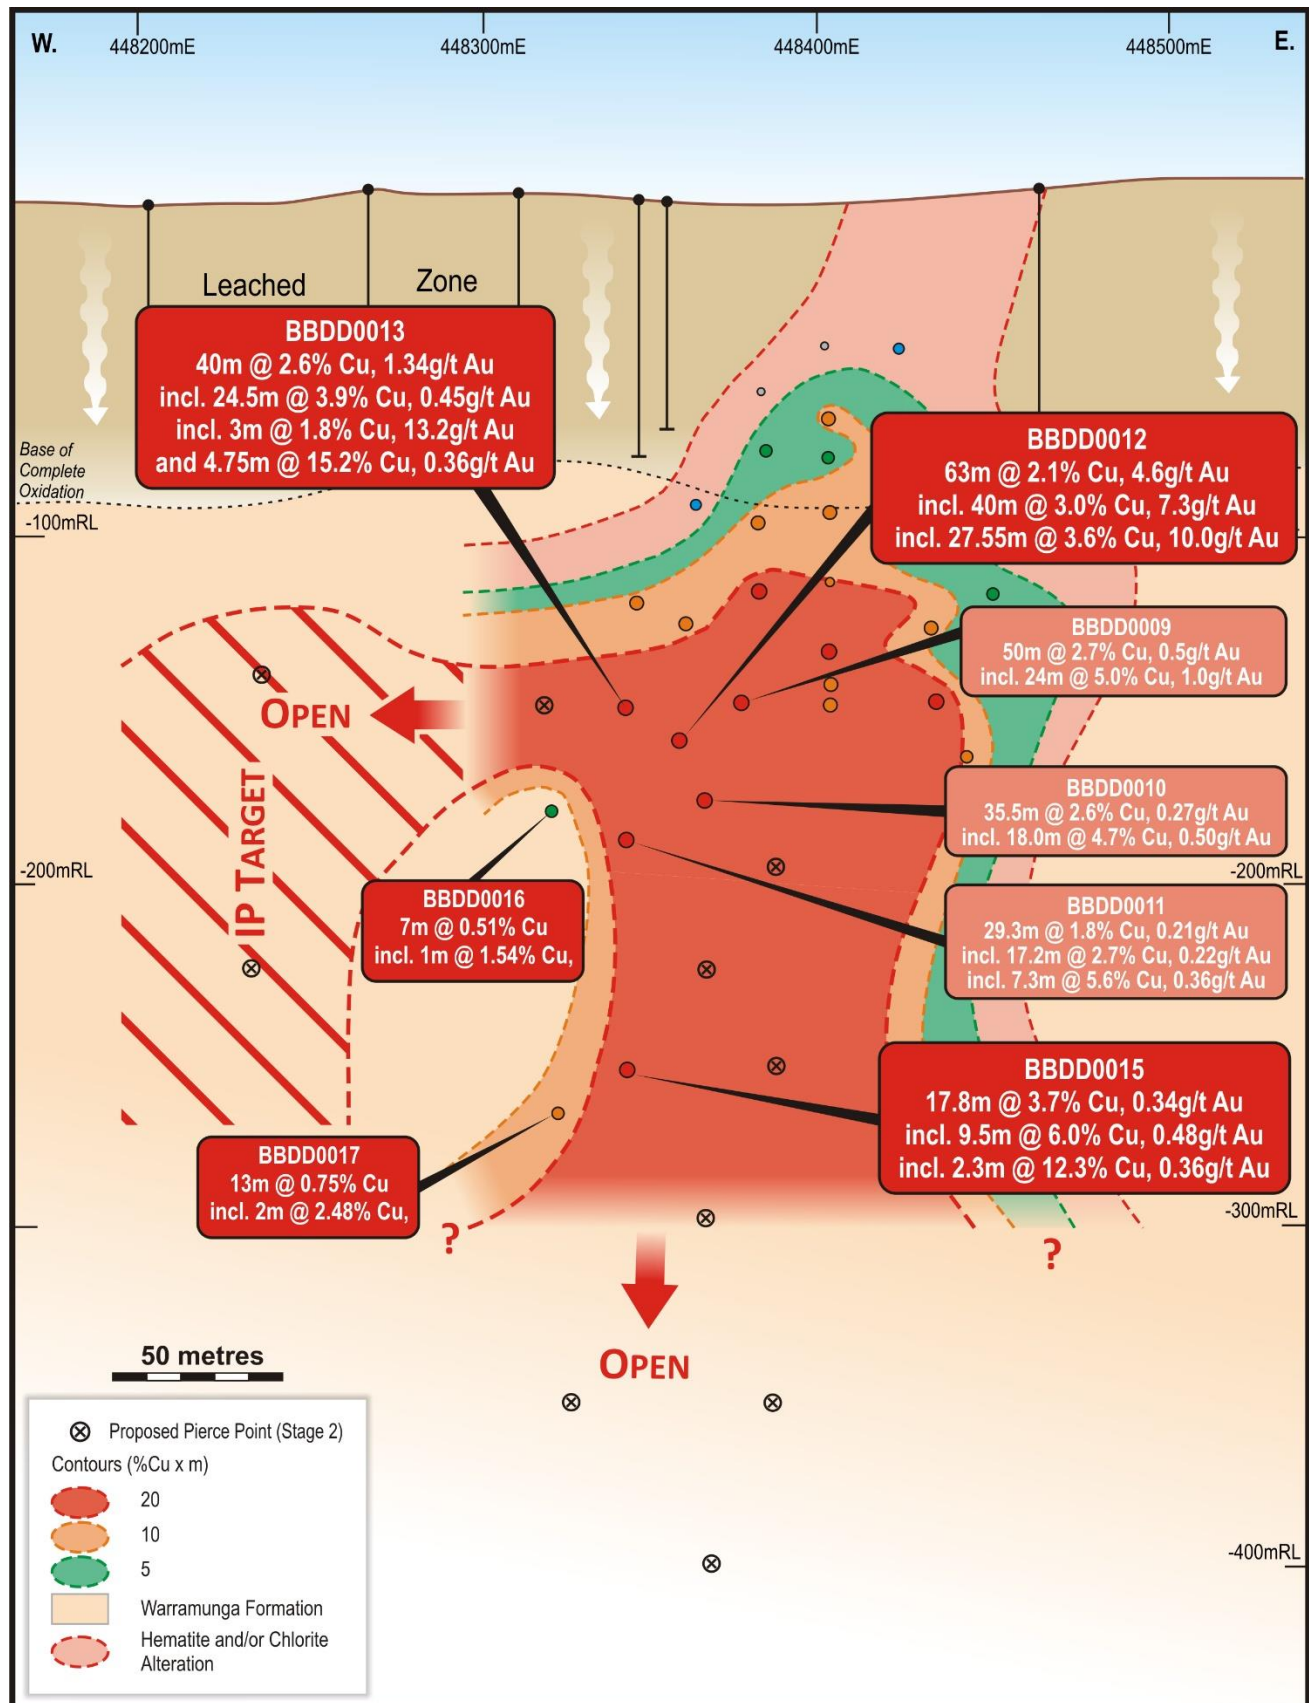 W.
448200mE
448300mE
448400mE
448500mE
E.
Leached Zone
BBDD0013
40m @ 2.6% Cu, 1.34g/t Au
incl. 24.5m @ 3.9% Cu, 0.45g/t Au
incl. 3m @ 1.8% Cu, 13.2g/t Au
and 4.75m @ 15.2% Cu, 0.36g/t Au
Base of
Complete
Oxidation
-100mRL
BBDD0012
63m @ 2.1% Cu, 4.6g/t Au
incl. 40m @ 3.0% Cu, 7.3g/t Au
incl. 27.55m @ 3.6% Cu, 10.0g/t Au
BBDD0009
50m @ 2.7% Cu, 0.5g/t Au
incl. 24m @ 5.0% Cu, 1.0g/t Au
OPEN
IP TARGET
BBDD0010
35.5m @ 2.6% Cu, 0.27g/t Au
incl. 18.0m @ 4.7% Cu, 0.50g/t Au
-200mRL
-200mRL
BBDD0016
7m @ 0.51% Cu
incl. 1m @ 1.54% Cu,
BBDD0011
29.3m @ 1.8% Cu, 0.21g/t Au
incl. 17.2m @ 2.7% Cu, 0.22g/t Au
incl. 7.3m @ 5.6% Cu, 0.36g/t Au
BBDD0015
17.8m @ 3.7% Cu, 0.34g/t Au
incl. 9.5m @ 6.0% Cu, 0.48g/t Au
incl. 2.3m @ 12.3% Cu, 0.36g/t Au
BBDD0017
13m @ 0.75% Cu
incl. 2m @ 2.48% Cu,
-300mRL
?
?
OPEN
50 metres
Proposed Pierce Point (Stage 2)
Contours (%Cu x m)
20
10
5
Warramunga Formation
Hematite and/or Chlorite
Alteration
-400mRL